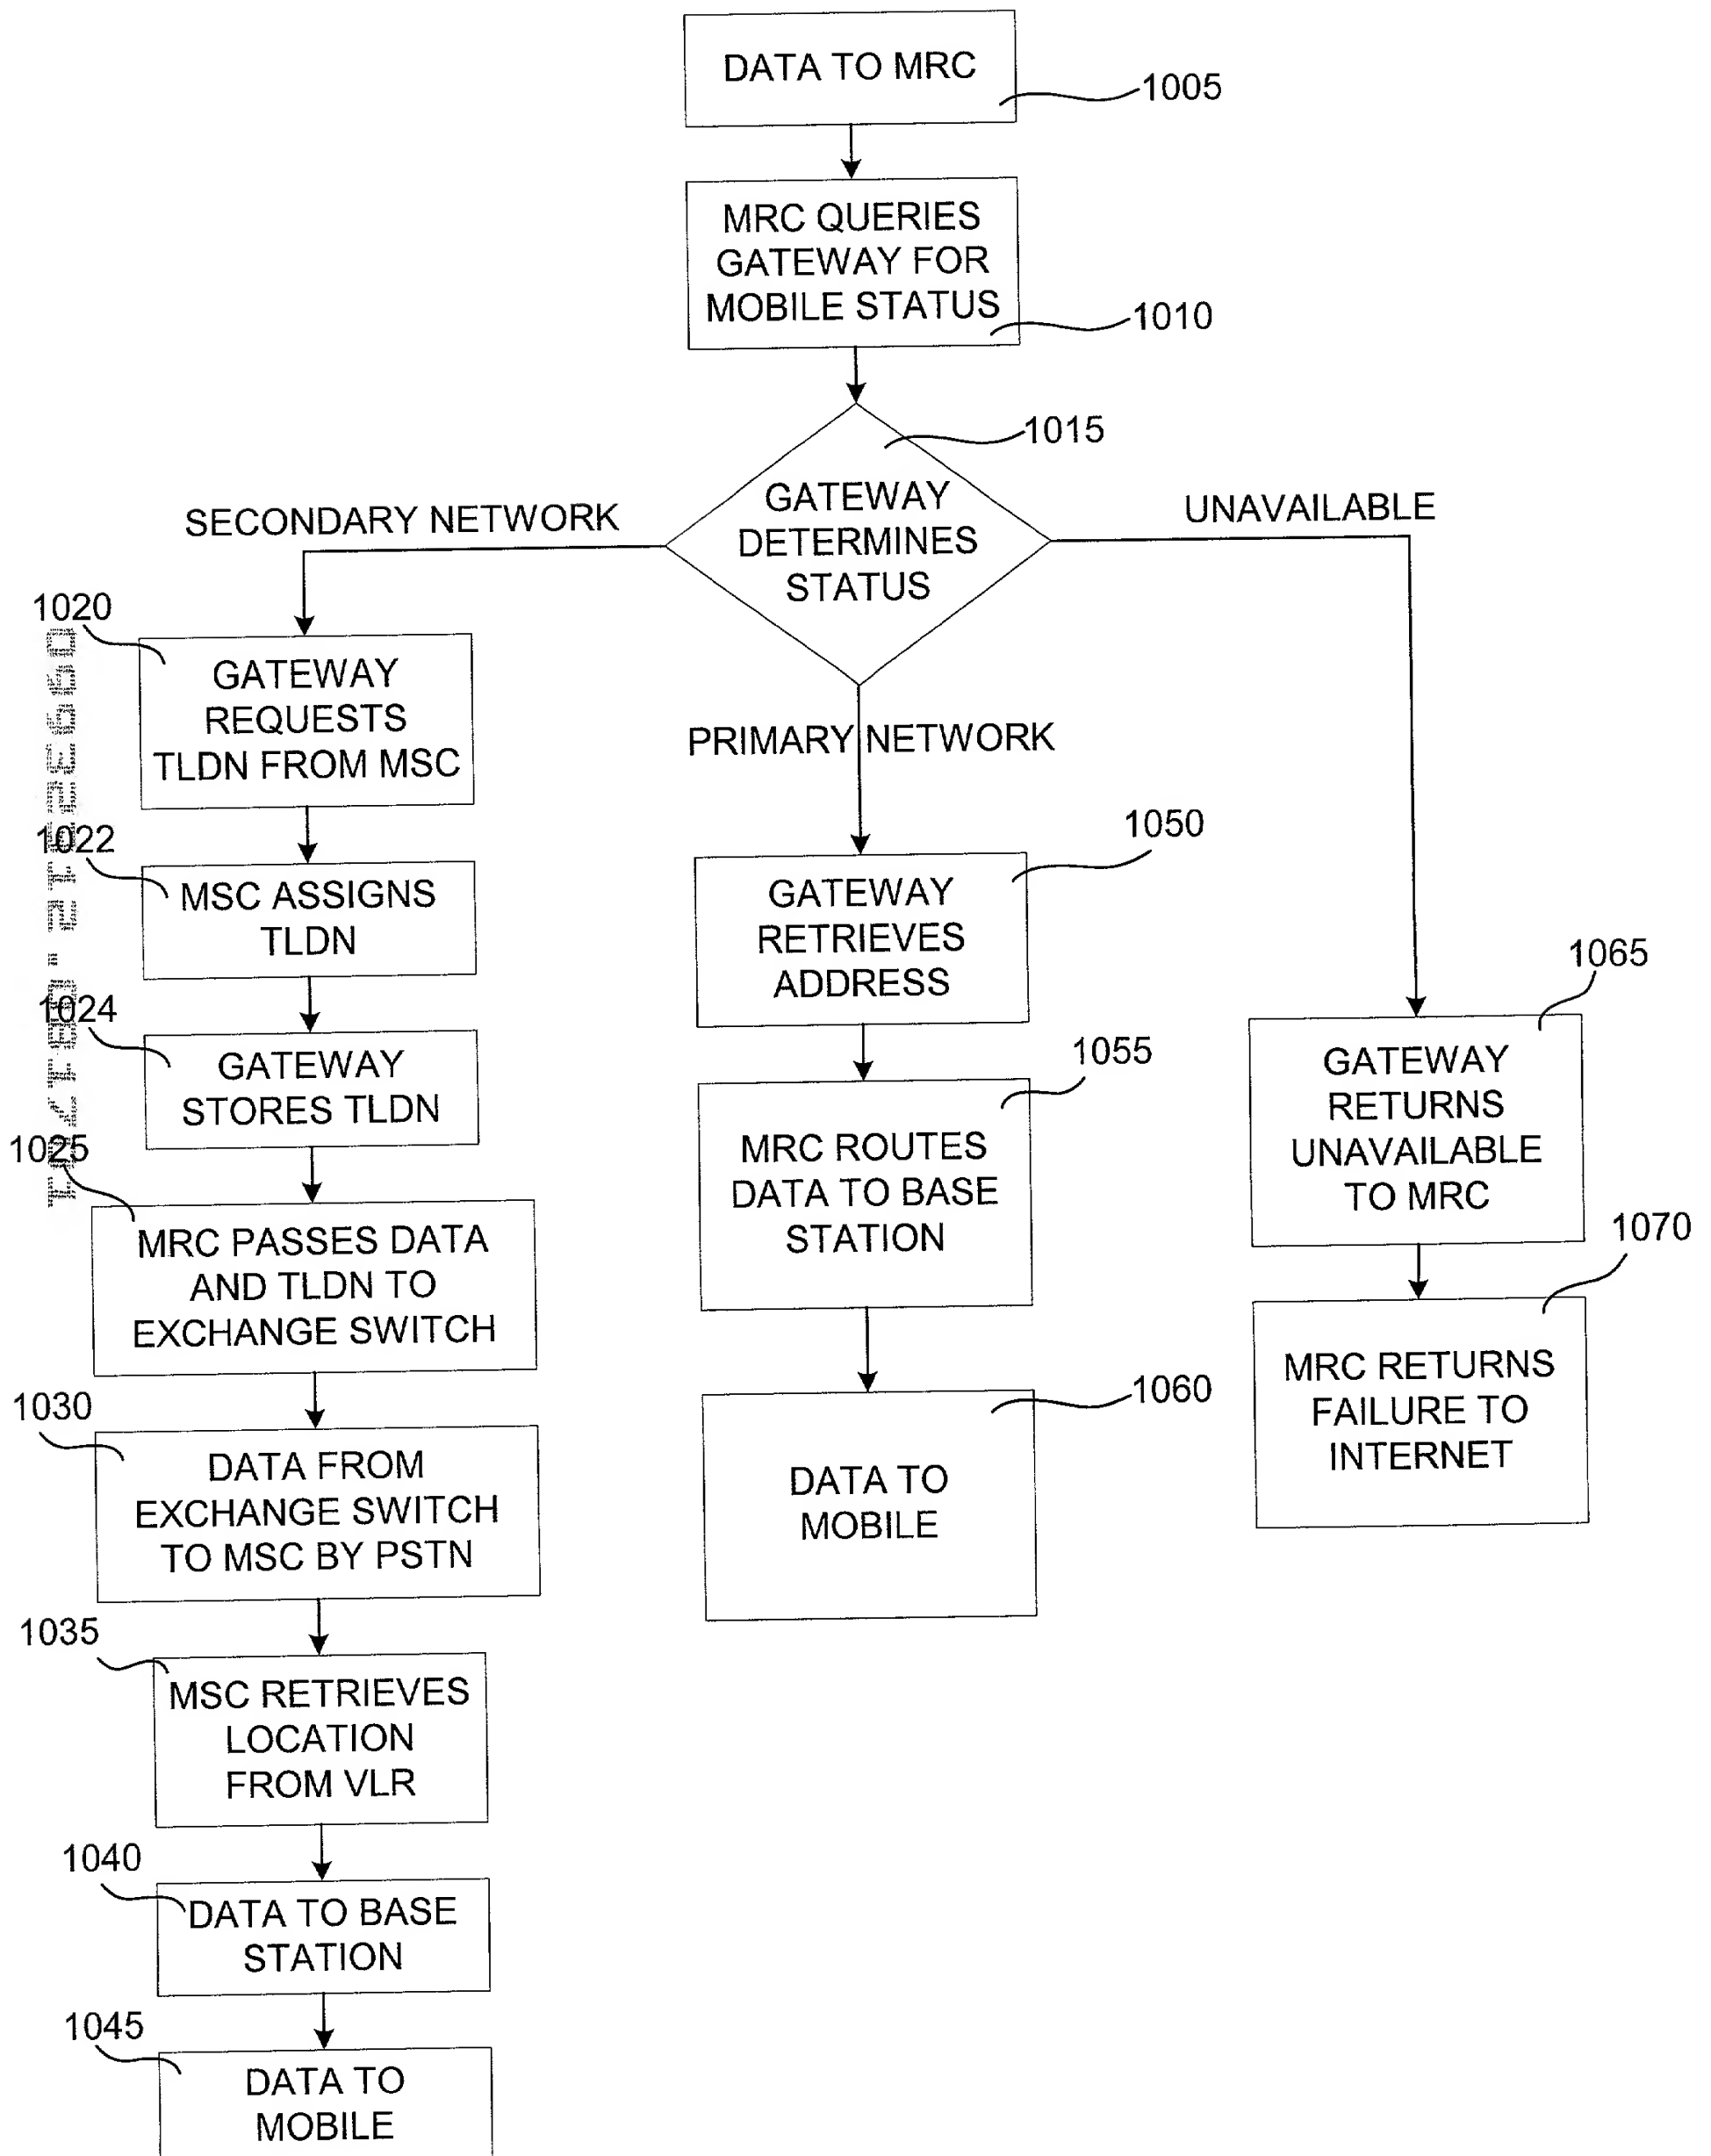 DATA TO MRC
1005
MRC QUERIES
GATEWAY FOR
MOBILE STATUS
1010
1015
GATEWAY
DETERMINES
STATUS
SECONDARY NETWORK
UNAVAILABLE
PRIMARY NETWORK
1020
GATEWAY
REQUESTS
TLDN FROM MSC
1022
MSC ASSIGNS
TLDN
1024
GATEWAY
STORES TLDN
1025
MRC PASSES DATA
AND TLDN TO
EXCHANGE SWITCH
1030
DATA FROM
EXCHANGE SWITCH
TO MSC BY PSTN
1035
MSC RETRIEVES
LOCATION
FROM VLR
1040
DATA TO BASE
STATION
1045
DATA TO
MOBILE
1050
GATEWAY
RETRIEVES
ADDRESS
1055
MRC ROUTES
DATA TO BASE
STATION
1060
DATA TO
MOBILE
1065
GATEWAY
RETURNS
UNAVAILABLE
TO MRC
1070
MRC RETURNS
FAILURE TO
INTERNET